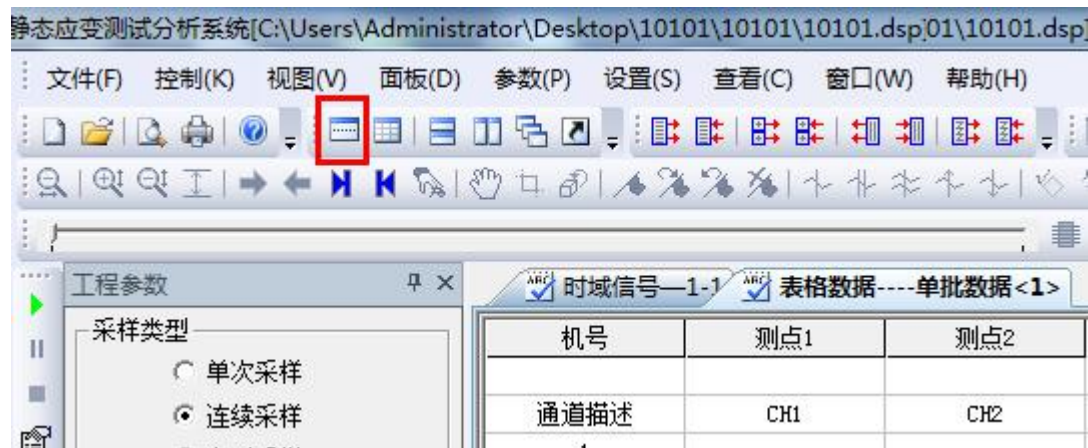 静态应变测试分析系统[C:\Users\Administrator\Desktop\10101\10101\10101.dsp]01\10101.dsp]
文件(F) 控制(K) 视图(V) 面板(D) 参数(P) 设置(S) 查看(C) 窗口(W) 帮助(H)
工程参数 时域信号—1-1 表格数据----单批数据<1>
采样类型
机号 测点1 测点2
单次采样
连续采样
通道描述 CH1 CH2